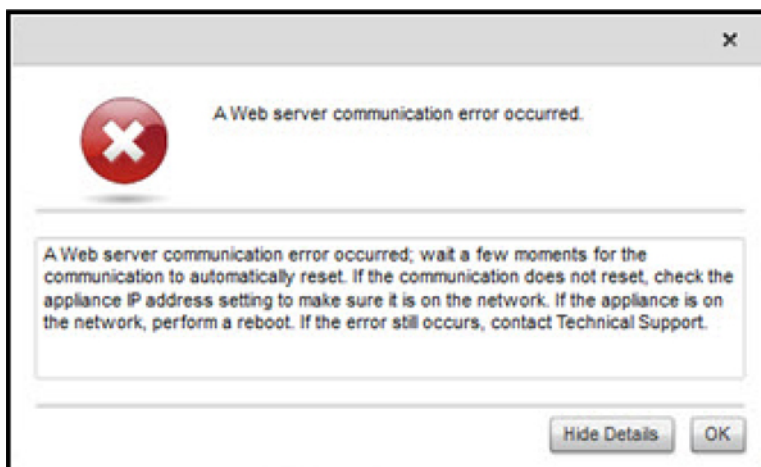 A Web server communication error occurred.
A Web server communication error occurred; wait a few moments for the
communication to automatically reset. If the communication does not reset, check the
appliance IP address setting to make sure it is on the network. If the appliance is on
the network, perform a reboot. If the error still occurs, contact Technical Support.
Hide Details OK